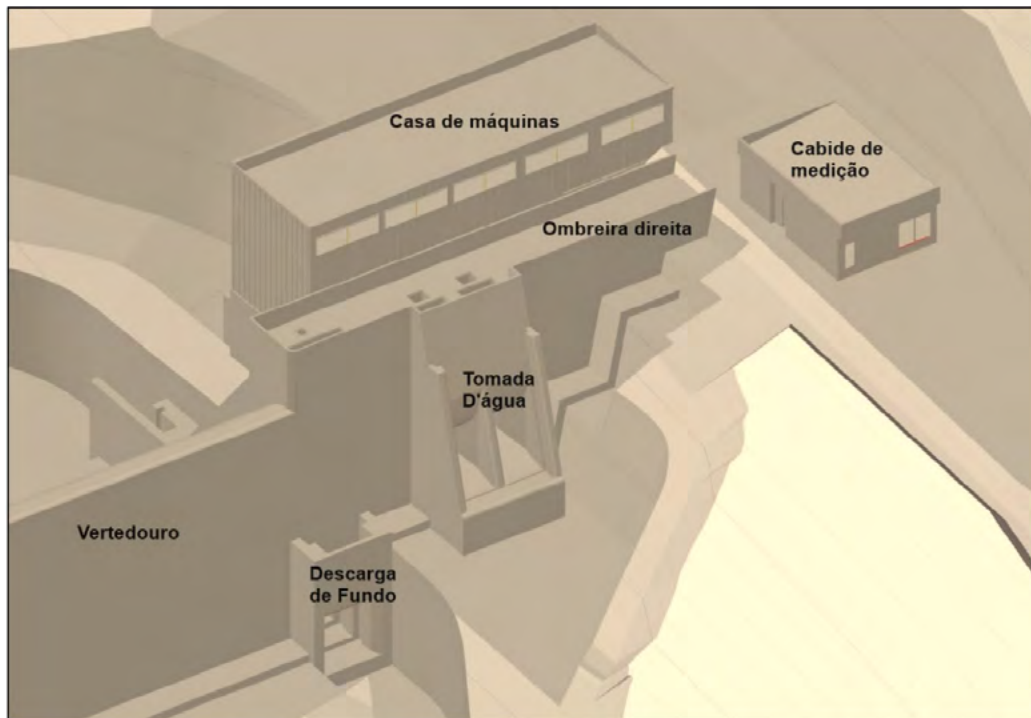 Casa de máquinas
Cabide de
medição
Ombreira direita
Tomada
D'água
Vertedouro
Descarga
de Fundo